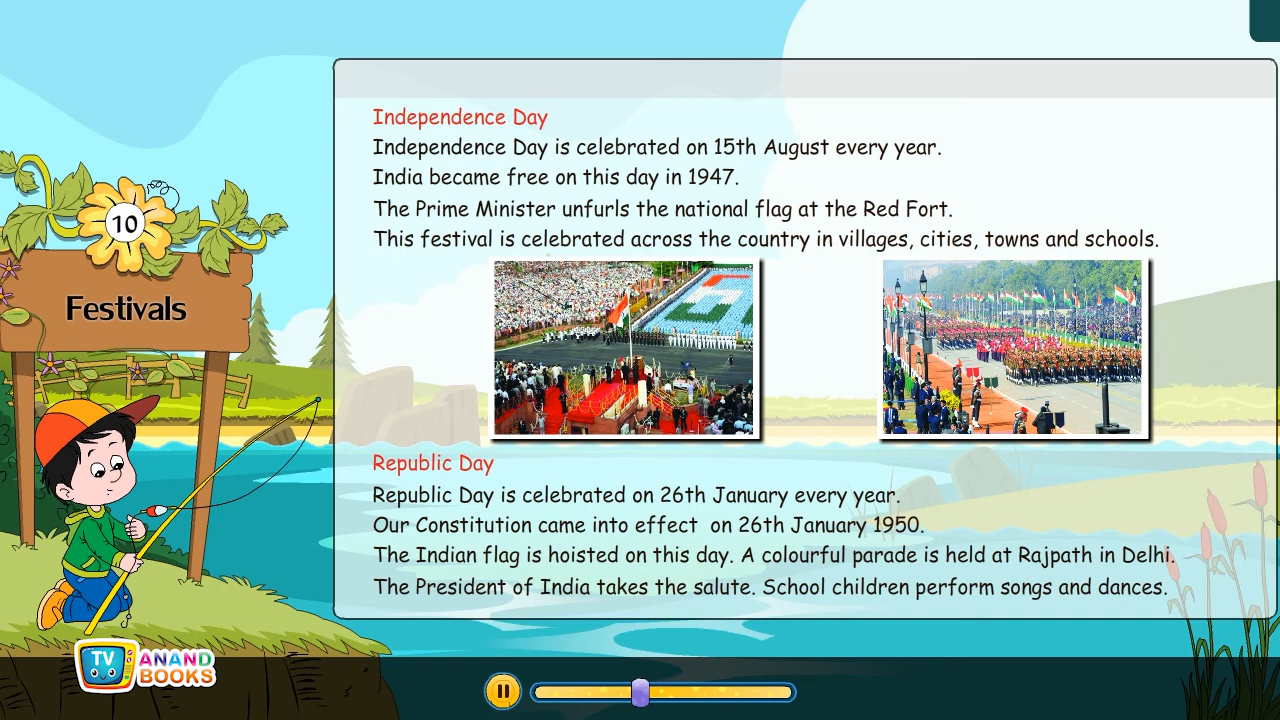 10
Festivals
Independence Day
Independence Day is celebrated on 15th August every year.
India became free on this day in 1947.
The Prime Minister unfurls the national flag at the Red Fort.
This festival is celebrated across the country in villages, cities, towns and schools.
Republic Day
Republic Day is celebrated on 26th January every year.
Our Constitution came into effect  on 26th January 1950.
The Indian flag is hoisted on this day. A colourful parade is held at Rajpath in Delhi.
The President of India takes the salute. School children perform songs and dances.
TV
ANAND
BOOKS